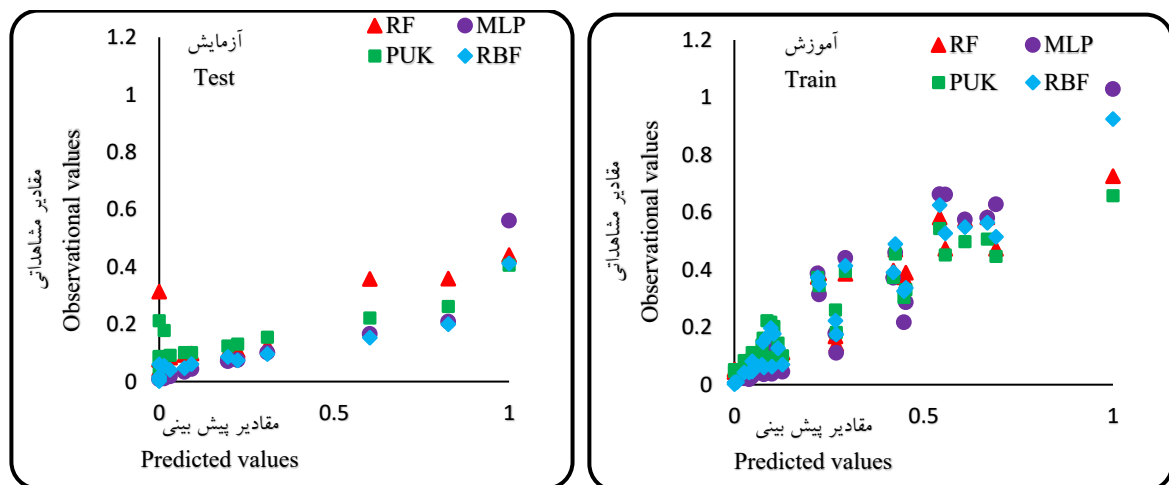 آزمایش
Test
RF MLP
PUK RBF
1.2
1
0.8
0.6
0.4
0.2
0
0 0.5 1
مقادیر مشاهداتی
Observational values
مقادیر پیش بینی
Predicted values
آموزش
Train
RF MLP
PUK RBF
1.2
1
0.8
0.6
0.4
0.2
0
0 0.5 1
مقادیر مشاهداتی
Observational values
مقادیر پیش بینی
Predicted values